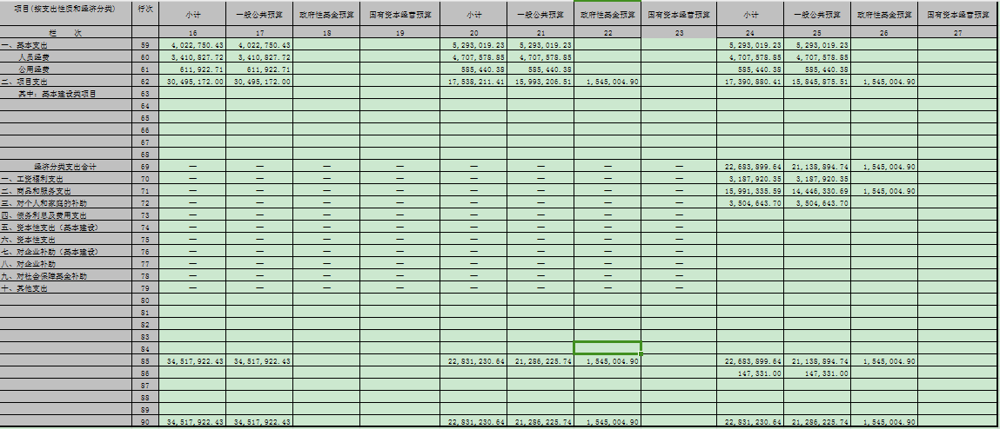 项目(按支出性质和经济分类) 行次 小计 一般公共预算 政府性基金预算 国有资本经营预算 小计 一般公共预算 政府性基金预算 国有资本经营预算 小计 一般公共预算 政府性基金预算 国有资本经营预算
栏 次 16 17 18 19 20 21 22 23 24 25 26 27
一、基本支出 59 4,022,750.43 4,022,750.43 5,293,019.23 5,293,019.23 5,293,019.23 5,293,019.23
人员经费 60 3,410,827.72 3,410,827.72 4,707,578.85 4,707,578.85 4,707,578.85 4,707,578.85
公用经费 61 611,922.71 611,922.71 585,440.38 585,440.38 585,440.38 585,440.38
二、项目支出 62 30,495,172.00 30,495,172.00 17,538,211.41 15,993,206.51 1,545,004.90 17,390,880.41 15,845,875.51 1,545,004.90
其中：基本建设类项目 63
64
65
66
67
68
经济分类支出合计 69 — — — — — — — — 22,683,899.64 21,138,894.74 1,545,004.90
一、工资福利支出 70 — — — — — — — — 3,187,920.35 3,187,920.35
二、商品和服务支出 71 — — — — — — — — 15,991,335.59 14,446,330.69 1,545,004.90
三、对个人和家庭的补助 72 — — — — — — — — 3,504,643.70 3,504,643.70
四、债务利息及费用支出 73 — — — — — — — —
五、资本性支出（基本建设） 74 — — — — — — — —
六、资本性支出 75 — — — — — — — —
七、对企业补助（基本建设） 76 — — — — — — — —
八、对企业补助 77 — — — — — — — —
九、对社会保障基金补助 78 — — — — — — — —
十、其他支出 79 — — — — — — — —
80
81
82
83
84
85 34,517,922.43 34,517,922.43 22,831,230.64 21,286,225.74 1,545,004.90 22,683,899.64 21,138,894.74 1,545,004.90
86 147,331.00 147,331.00
87
88
89
90 34,517,922.43 34,517,922.43 22,831,230.64 21,286,225.74 1,545,004.90 22,831,230.64 21,286,225.74 1,545,004.90